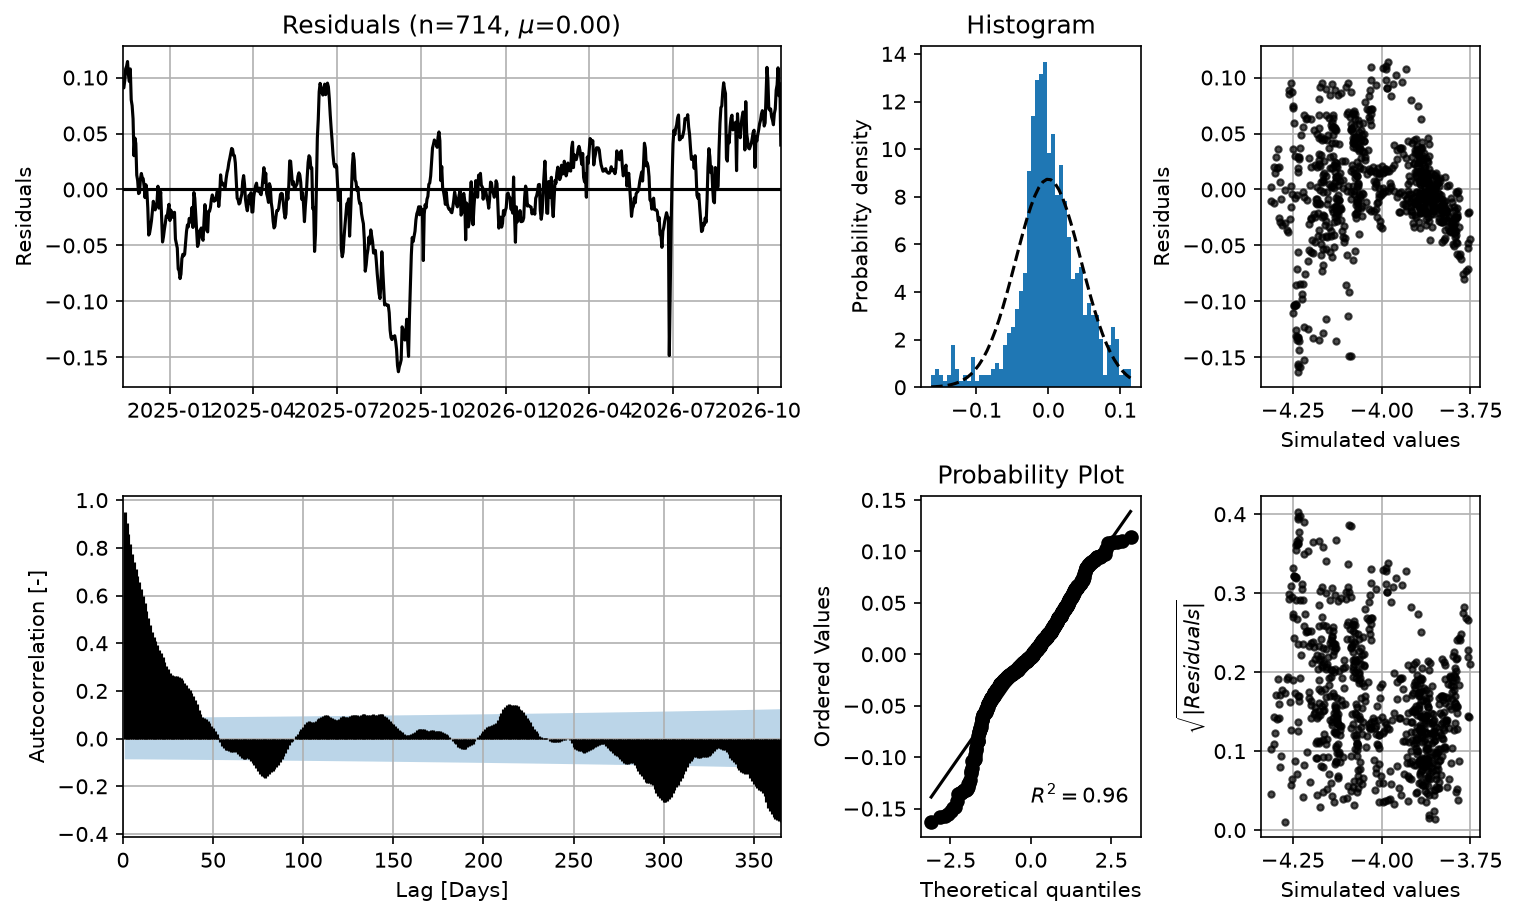 Residuals (n=714, μ=0.00)
Residuals
0.10
0.05
0.00
−0.05
−0.10
−0.15
2025-01 2025-04 2025-07 2025-10 2026-01 2026-04 2026-07 2026-10
Histogram
Probability density
14
12
10
8
6
4
2
0
−0.1 0.0 0.1
Residuals
0.10
0.05
0.00
−0.05
−0.10
−0.15
−4.25 −4.00 −3.75
Simulated values
Autocorrelation [-]
1.0
0.8
0.6
0.4
0.2
0.0
−0.2
−0.4
0 50 100 150 200 250 300 350
Lag [Days]
Probability Plot
Ordered Values
0.15
0.10
0.05
0.00
−0.05
−0.10
−0.15
R² = 0.96
−2.5 0.0 2.5
Theoretical quantiles
√|Residuals|
0.4
0.3
0.2
0.1
0.0
−4.25 −4.00 −3.75
Simulated values